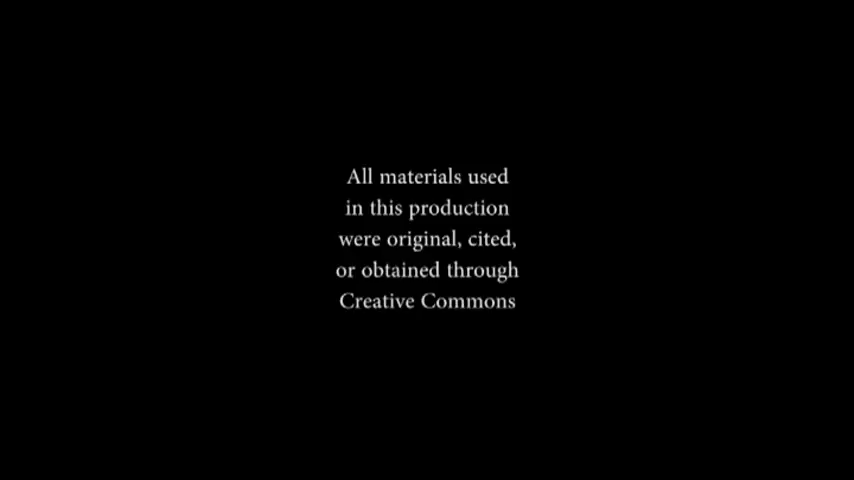 All materials used
in this production
were original, cited,
or obtained through
Creative Commons